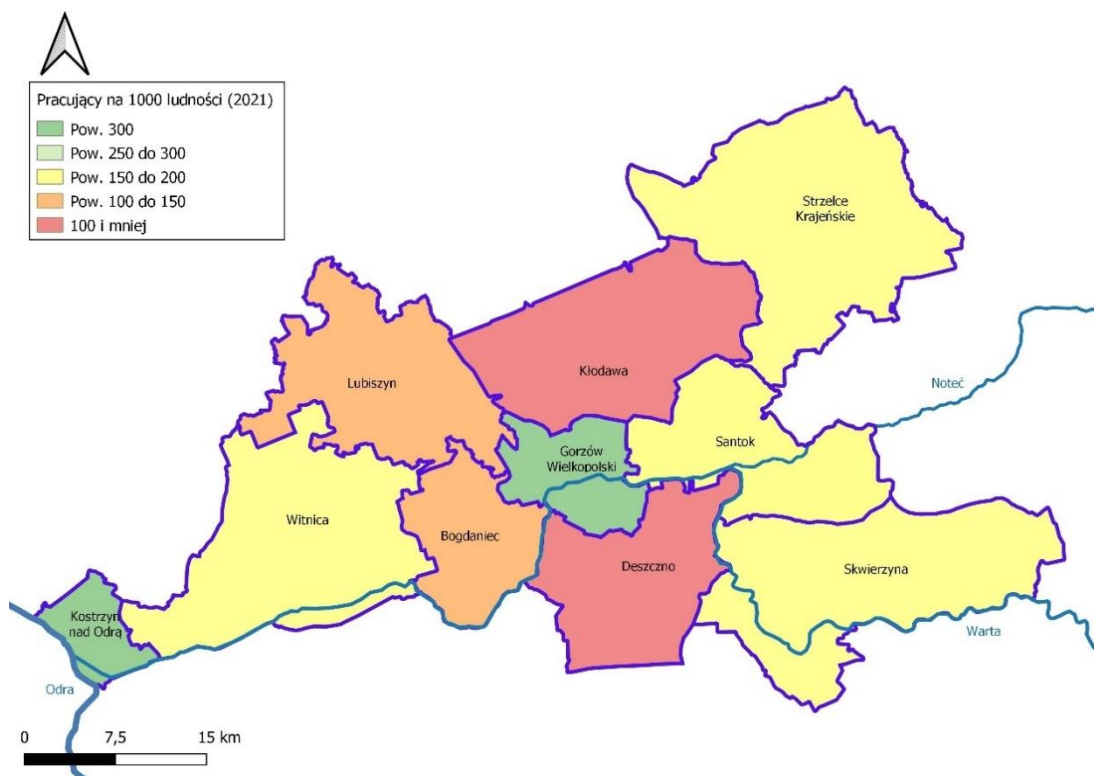 Pracujący na 1000 ludności (2021)
Pow. 300
Pow. 250 do 300
Pow. 150 do 200
Pow. 100 do 150
100 i mniej
Strzelce
Krajeńskie
Kłodawa
Lubiszyn
Noteć
Santok
Gorzów
Wielkopolski
Witnica
Bogdaniec
Deszczno
Skwierzyna
Kostrzyn
nad Odrą
Warta
Odra
0 7,5 15 km